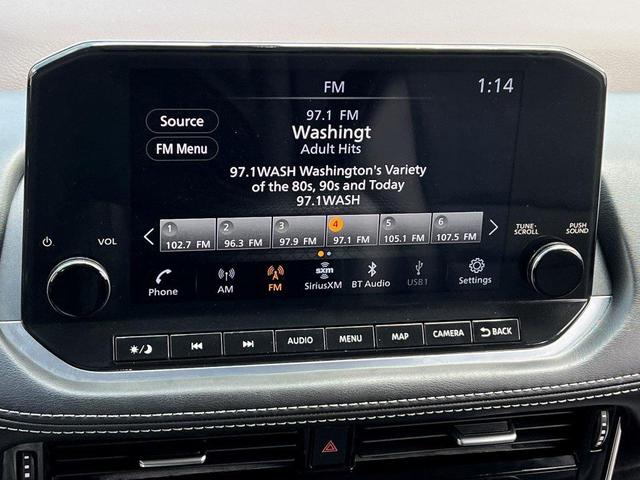 FM
1:14
Source
FM Menu
97.1 FM
Washingt
Adult Hits
97.1WASH Washington's Variety
of the 80s, 90s and Today
97.1WASH
1 2 3 4 5 6
102.7 FM 96.3 FM 97.9 FM 97.1 FM 105.1 FM 107.5 FM
VOL
TUNE·
SCROLL
PUSH
SOUND
sxm
Phone AM FM SiriusXM BT Audio USB1 Settings
AUDIO MENU MAP CAMERA BACK